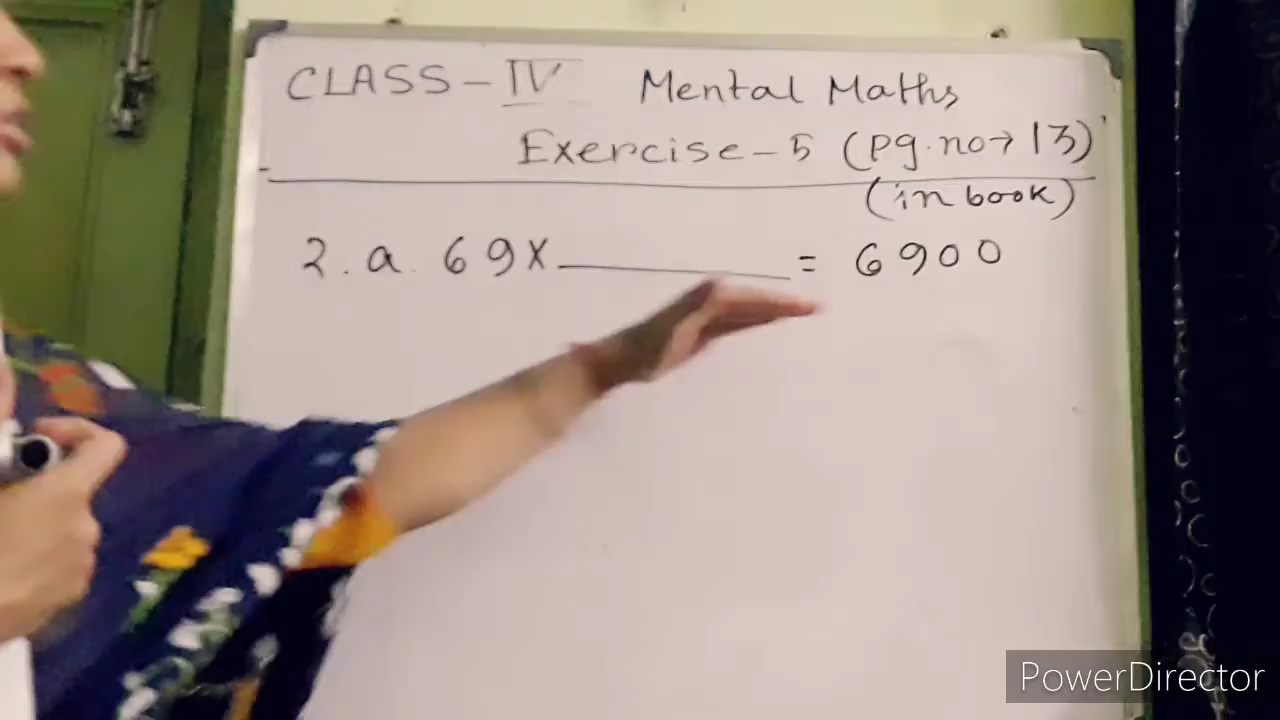 CLASS - IV Mental Maths
Exercise - 5 (pg.no→ 13)
(in book)
2. a. 69 x ________ = 6900
PowerDirector